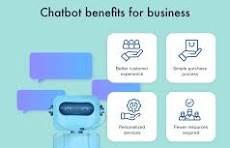 Chatbot benefits for business
Better customer
experience
Simple purchase
process
Personalized
services
Fewer resources
required